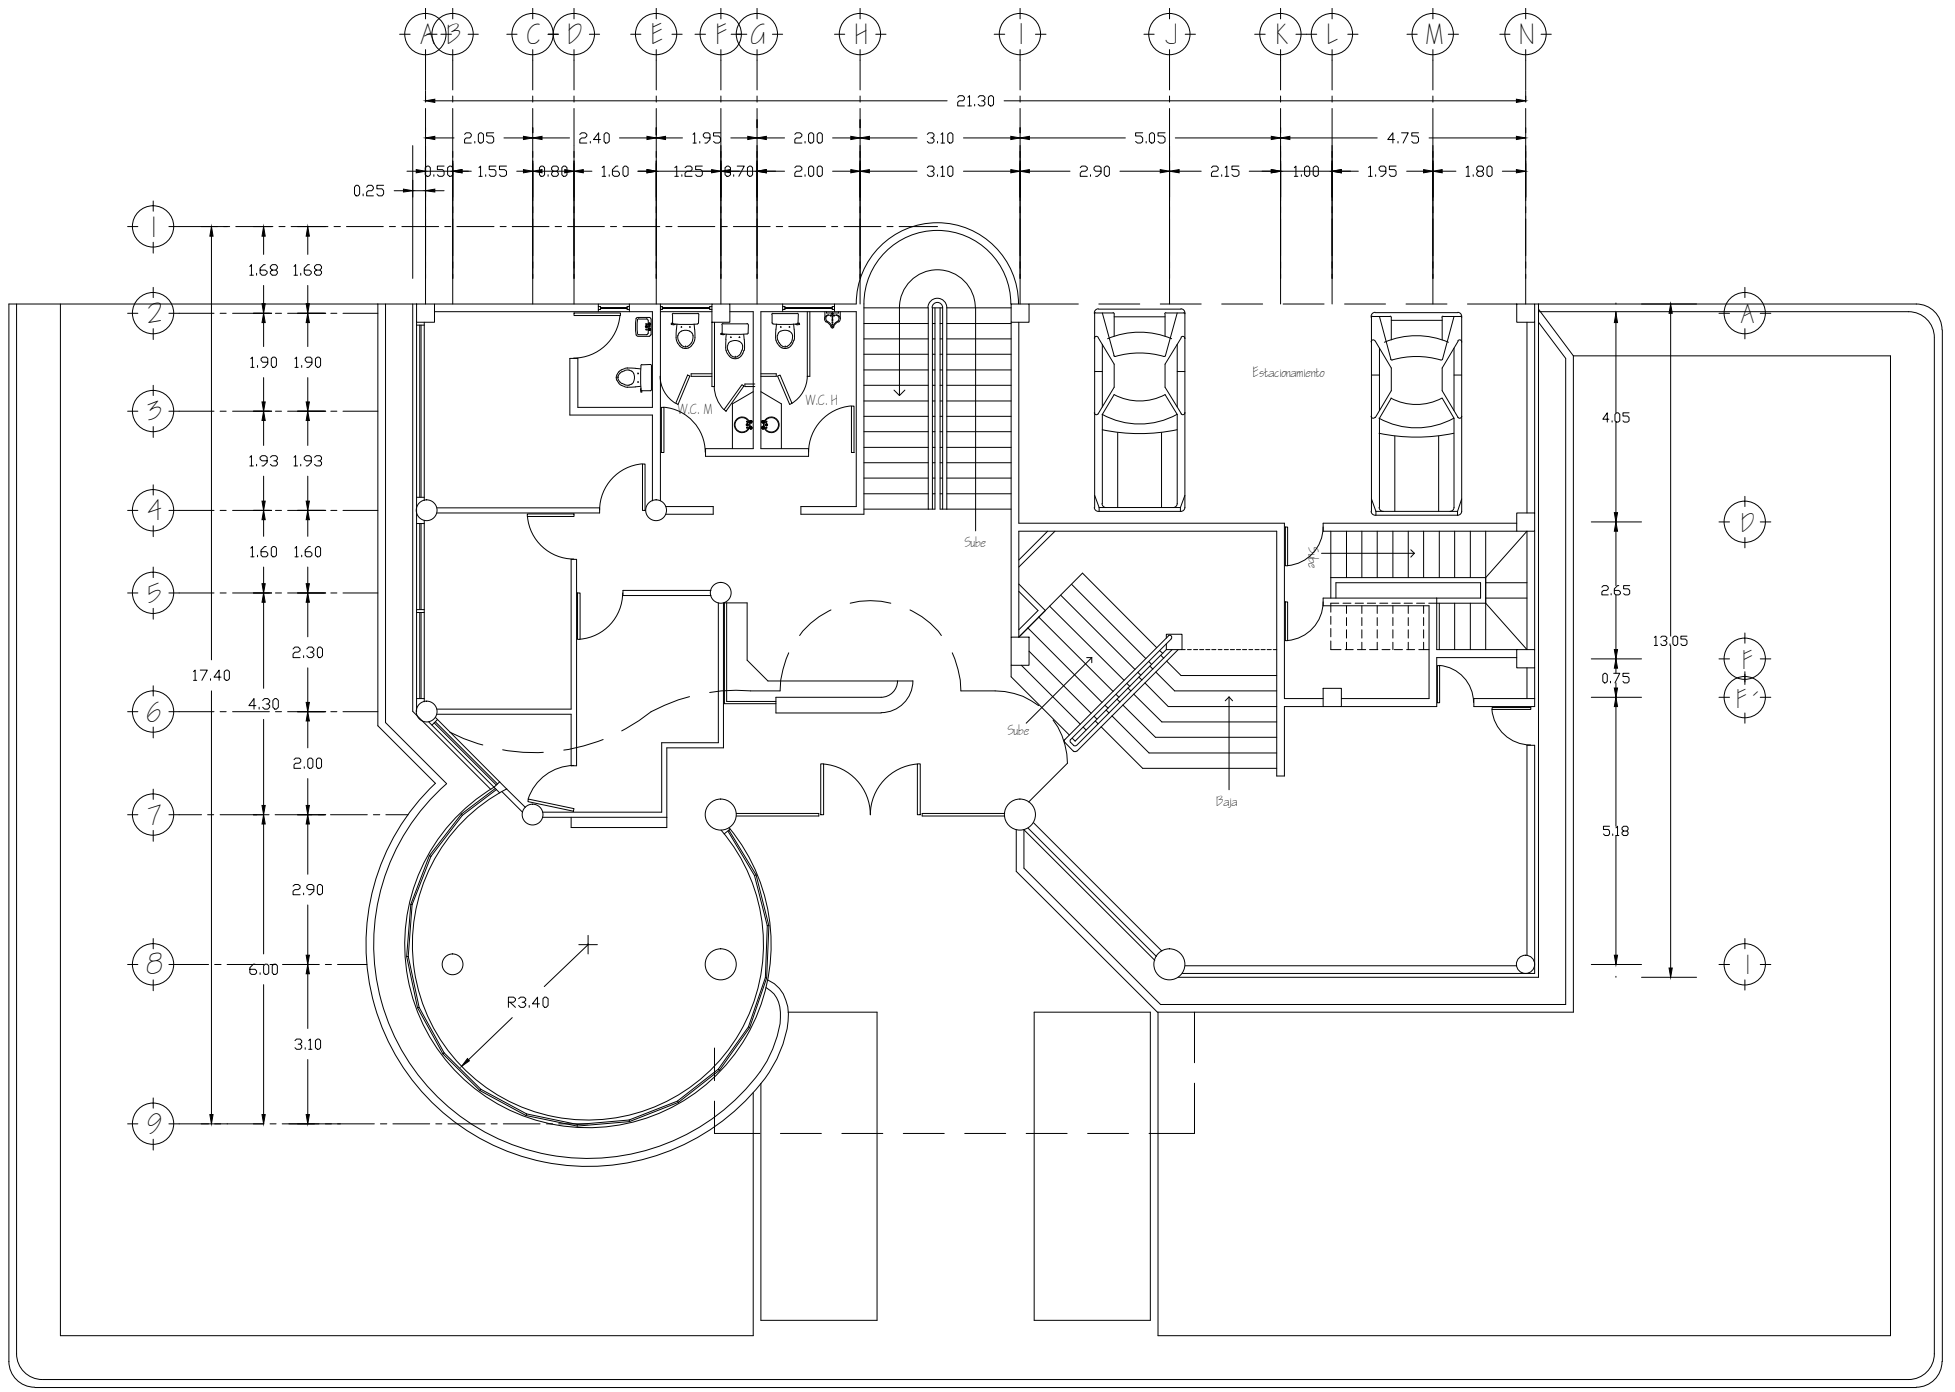 A B C D E F G H I J K L M N
21.30
2.05 2.40 1.95 2.00 3.10 5.05 4.75
0.50 1.55 0.80 1.60 1.25 0.70 2.00 3.10 2.90 2.15 1.00 1.95 1.80
0.25
1
1.68 1.68
2
A
1.90 1.90
Estacionamiento
3
W.C. M
W.C. H
4.05
1.93 1.93
4
D
Sube
1.60 1.60
Sube
5
2.65
2.30
13.05
F
17.40
0.75
4.30
F'
6
Sube
2.00
Baja
7
5.18
2.90
8
6.00
1
R3.40
3.10
9